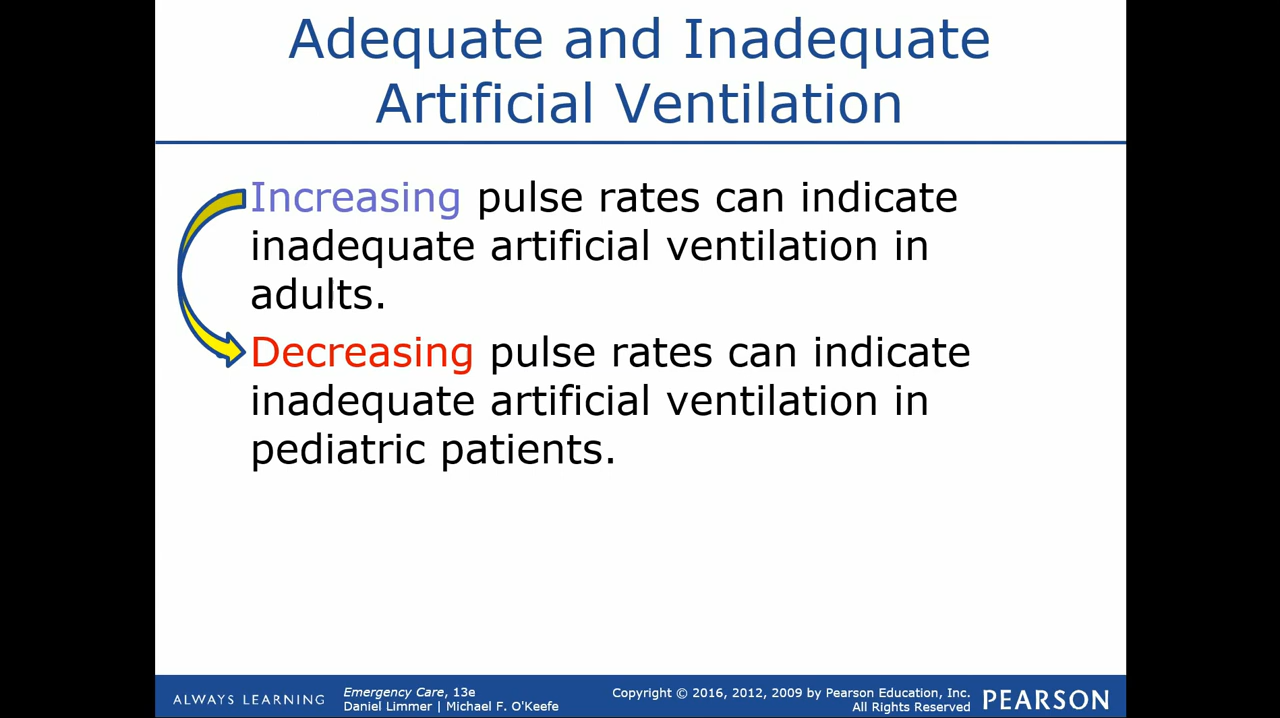 Adequate and Inadequate
Artificial Ventilation
Increasing pulse rates can indicate
inadequate artificial ventilation in
adults.
Decreasing pulse rates can indicate
inadequate artificial ventilation in
pediatric patients.
ALWAYS LEARNING
Emergency Care, 13e
Daniel Limmer | Michael F. O'Keefe
Copyright © 2016, 2012, 2009 by Pearson Education, Inc.
All Rights Reserved
PEARSON